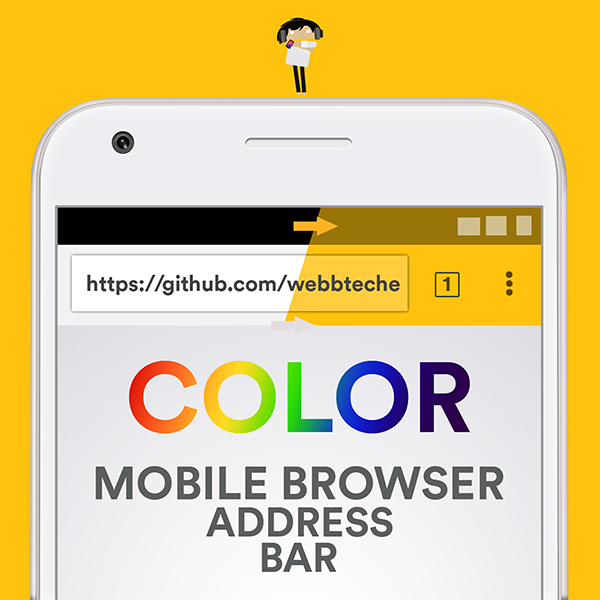 https://github.com/webbteche
1
COLOR
MOBILE BROWSER
ADDRESS
BAR